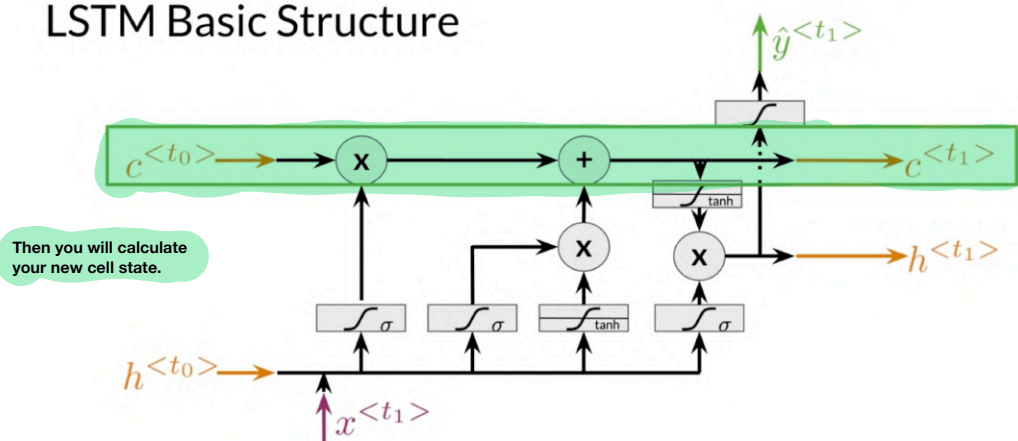 LSTM Basic Structure
ŷ<t₁>
c<t₀>
x
+
c<t₁>
tanh
Then you will calculate
your new cell state.
x
x
h<t₁>
σ
σ
tanh
σ
h<t₀>
x<t₁>